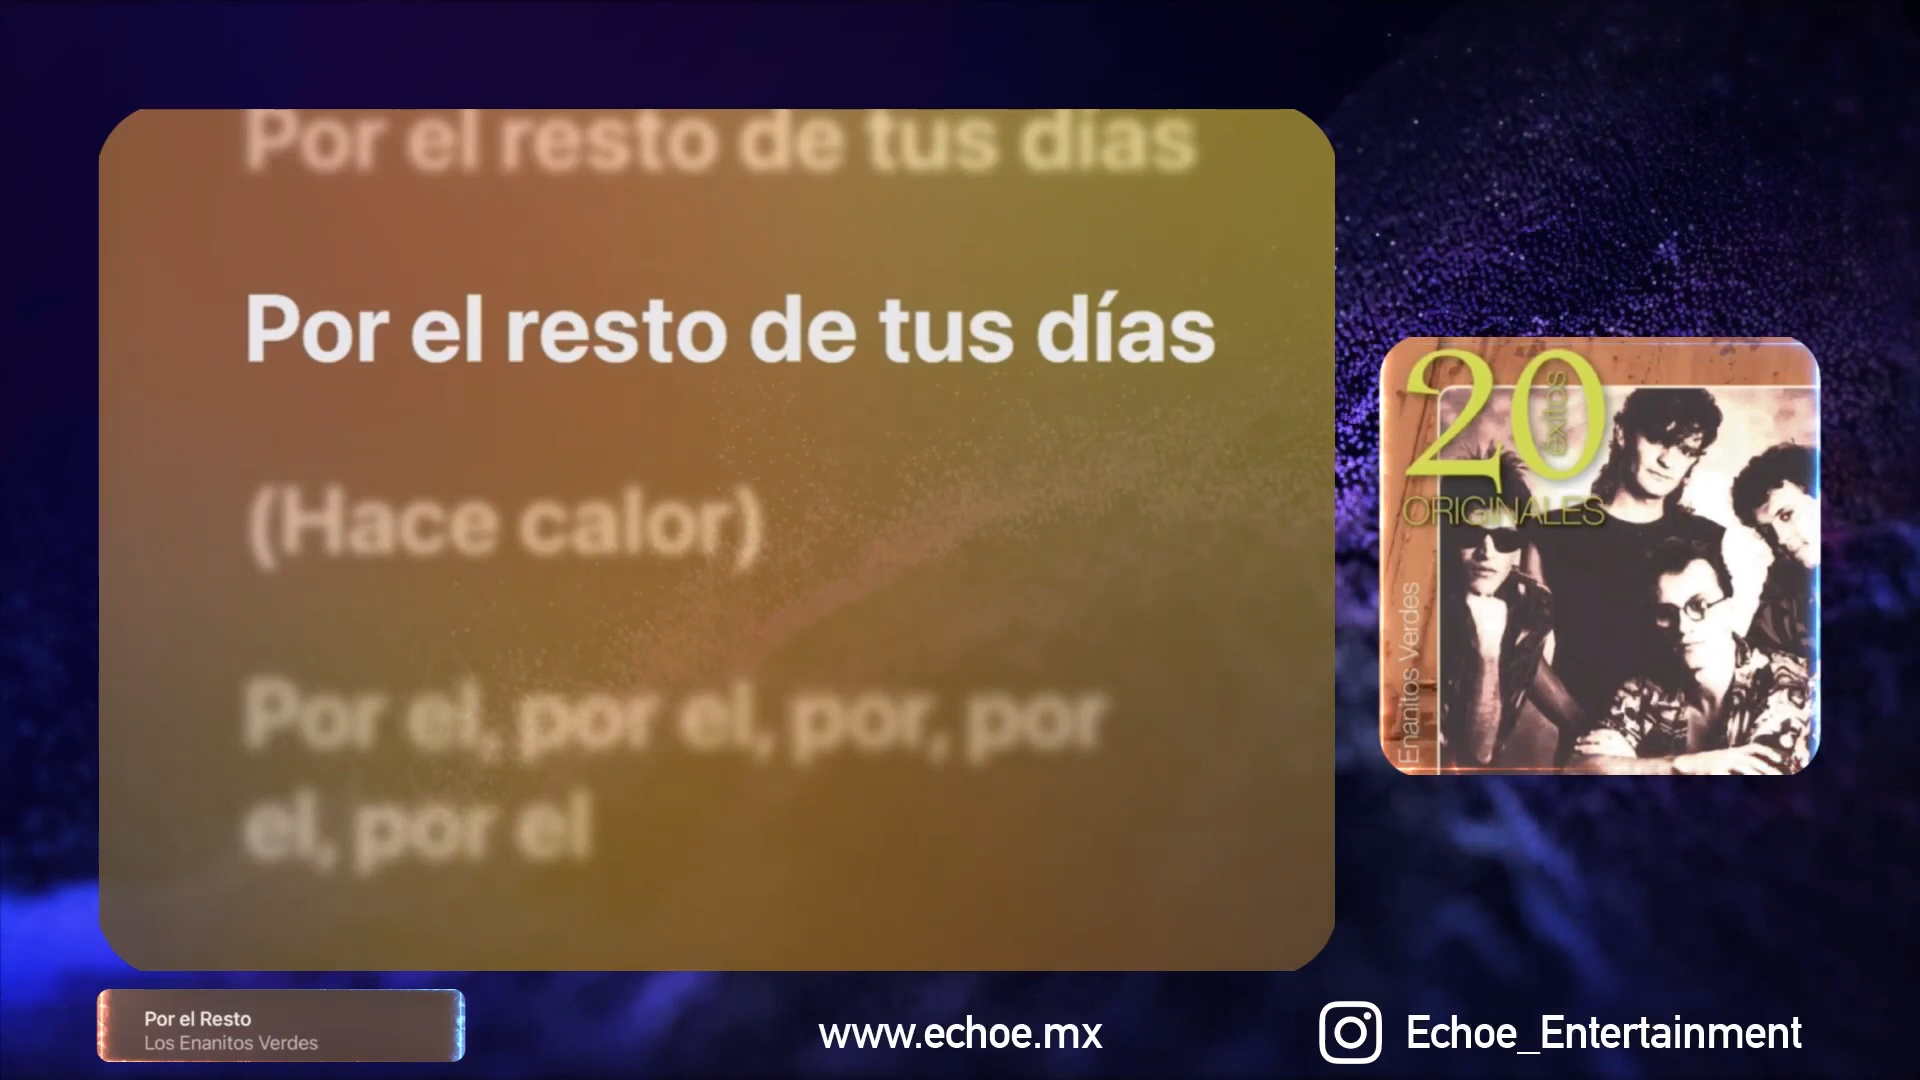 Por el resto de tus días
Por el resto de tus días
(Hace calor)
Por el, por el, por, por
el, por el
20
éxitos
ORIGINALES
Enanitos Verdes
Por el Resto
Los Enanitos Verdes
www.echoe.mx
Echoe_Entertainment